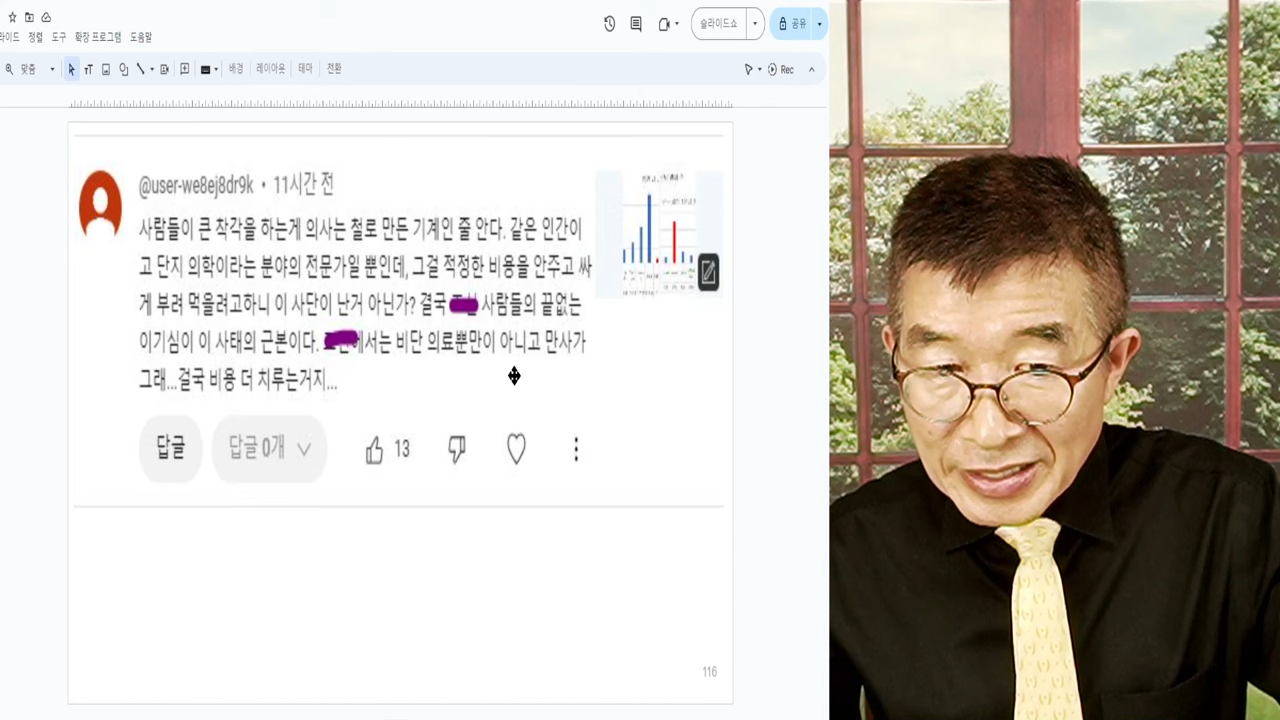 라이드 정렬 도구 확장 프로그램 도움말
슬라이드쇼
공유
맞춤
배경 레이아웃 테마 전환
Rec
@user-we8ej8dr9k • 11시간 전
사람들이 큰 착각을 하는게 의사는 철로 만든 기계인 줄 안다. 같은 인간이
고 단지 의학이라는 분야의 전문가일 뿐인데, 그걸 적정한 비용을 안주고 싸
게 부려 먹을려고하니 이 사단이 난거 아닌가? 결국 사람들의 끝없는
이기심이 이 사태의 근본이다. 에서는 비단 의료뿐만이 아니고 만사가
그래...결국 비용 더 치루는거지...
답글
답글 0개
13
116